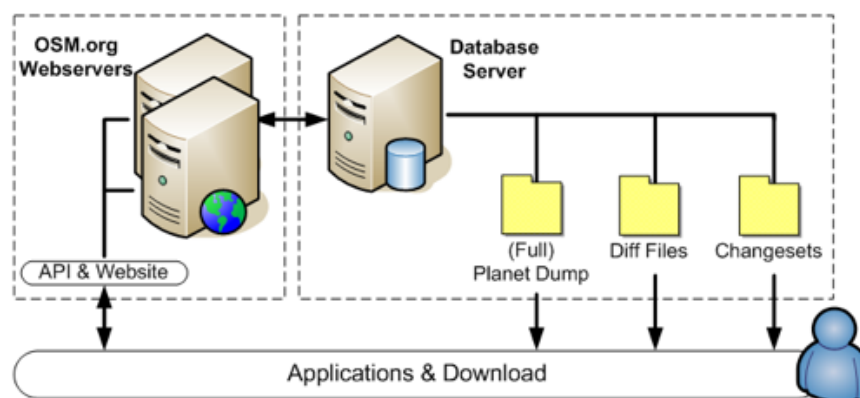 OSM.org
Webservers
Database
Server
(Full)
Planet Dump
Diff Files
Changesets
API & Website
Applications & Download